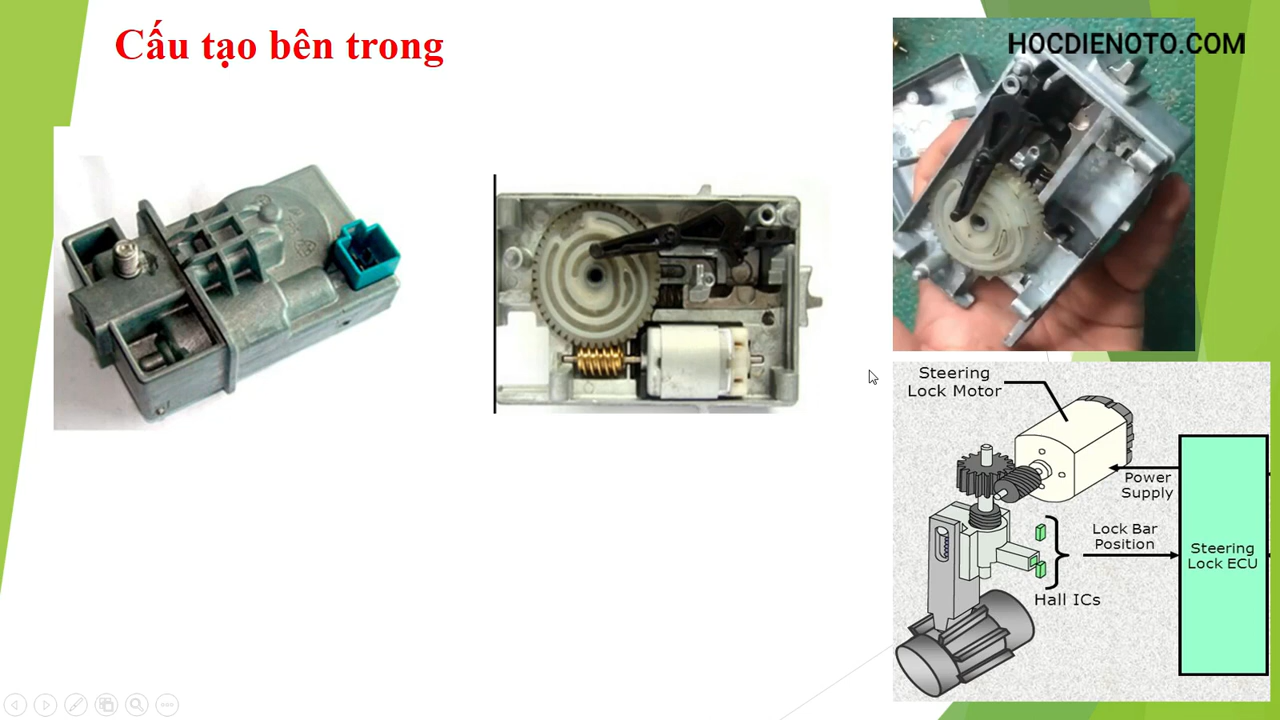 Cấu tạo bên trong
HOCDIENOTO.COM
Steering
Lock Motor
Power
Supply
Lock Bar
Position
Steering
Lock ECU
Hall ICs